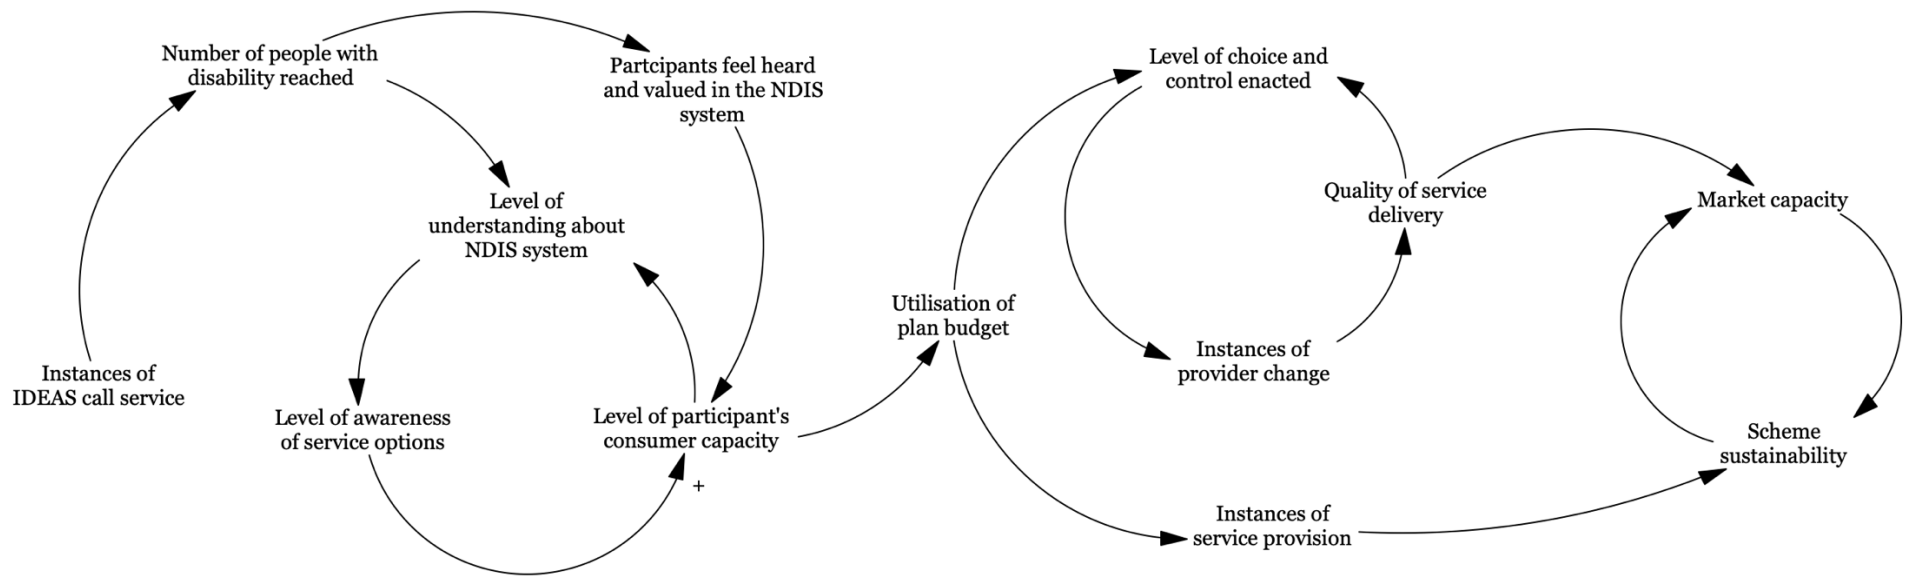 Number of people with
disability reached
Partcipants feel heard
and valued in the NDIS
system
Level of
understanding about
NDIS system
Instances of
IDEAS call service
Level of awareness
of service options
Level of participant's
consumer capacity
+
Utilisation of
plan budget
Level of choice and
control enacted
Quality of service
delivery
Instances of
provider change
Market capacity
Scheme
sustainability
Instances of
service provision